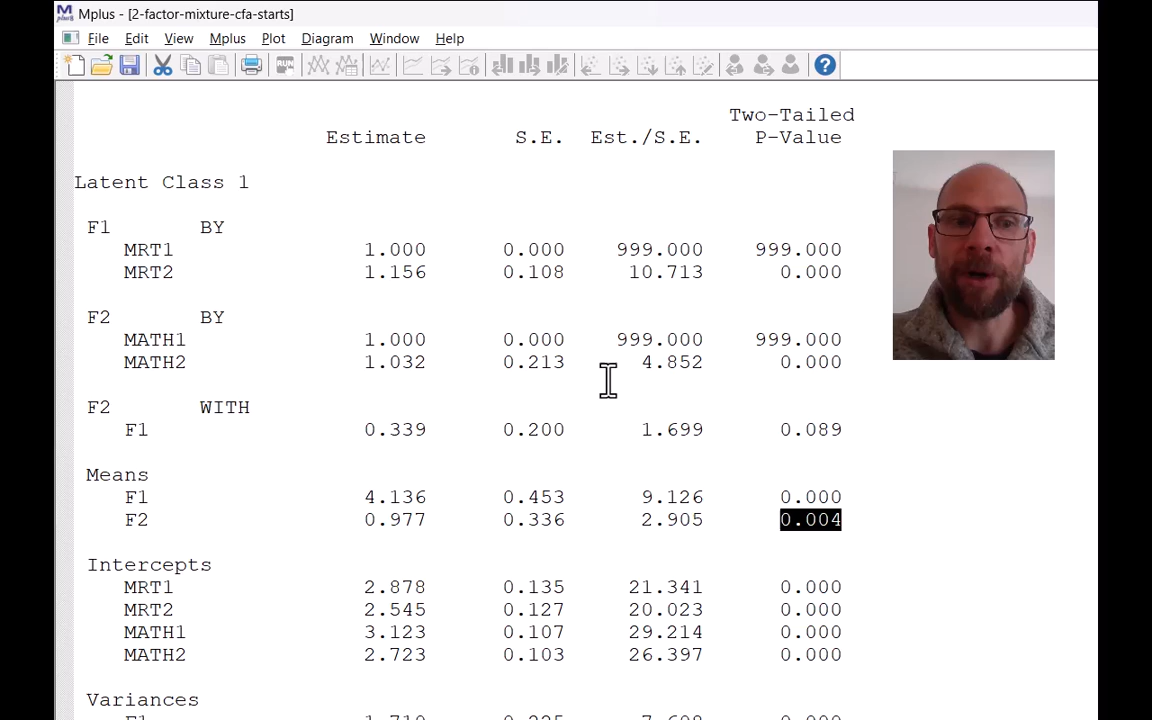 Mplus - [2-factor-mixture-cfa-starts]
File Edit View Mplus Plot Diagram Window Help
RUN
Two-Tailed
Estimate S.E. Est./S.E. P-Value
Latent Class 1
F1 BY
MRT1 1.000 0.000 999.000 999.000
MRT2 1.156 0.108 10.713 0.000
F2 BY
MATH1 1.000 0.000 999.000 999.000
MATH2 1.032 0.213 4.852 0.000
F2 WITH
F1 0.339 0.200 1.699 0.089
Means
F1 4.136 0.453 9.126 0.000
F2 0.977 0.336 2.905 0.004
Intercepts
MRT1 2.878 0.135 21.341 0.000
MRT2 2.545 0.127 20.023 0.000
MATH1 3.123 0.107 29.214 0.000
MATH2 2.723 0.103 26.397 0.000
Variances